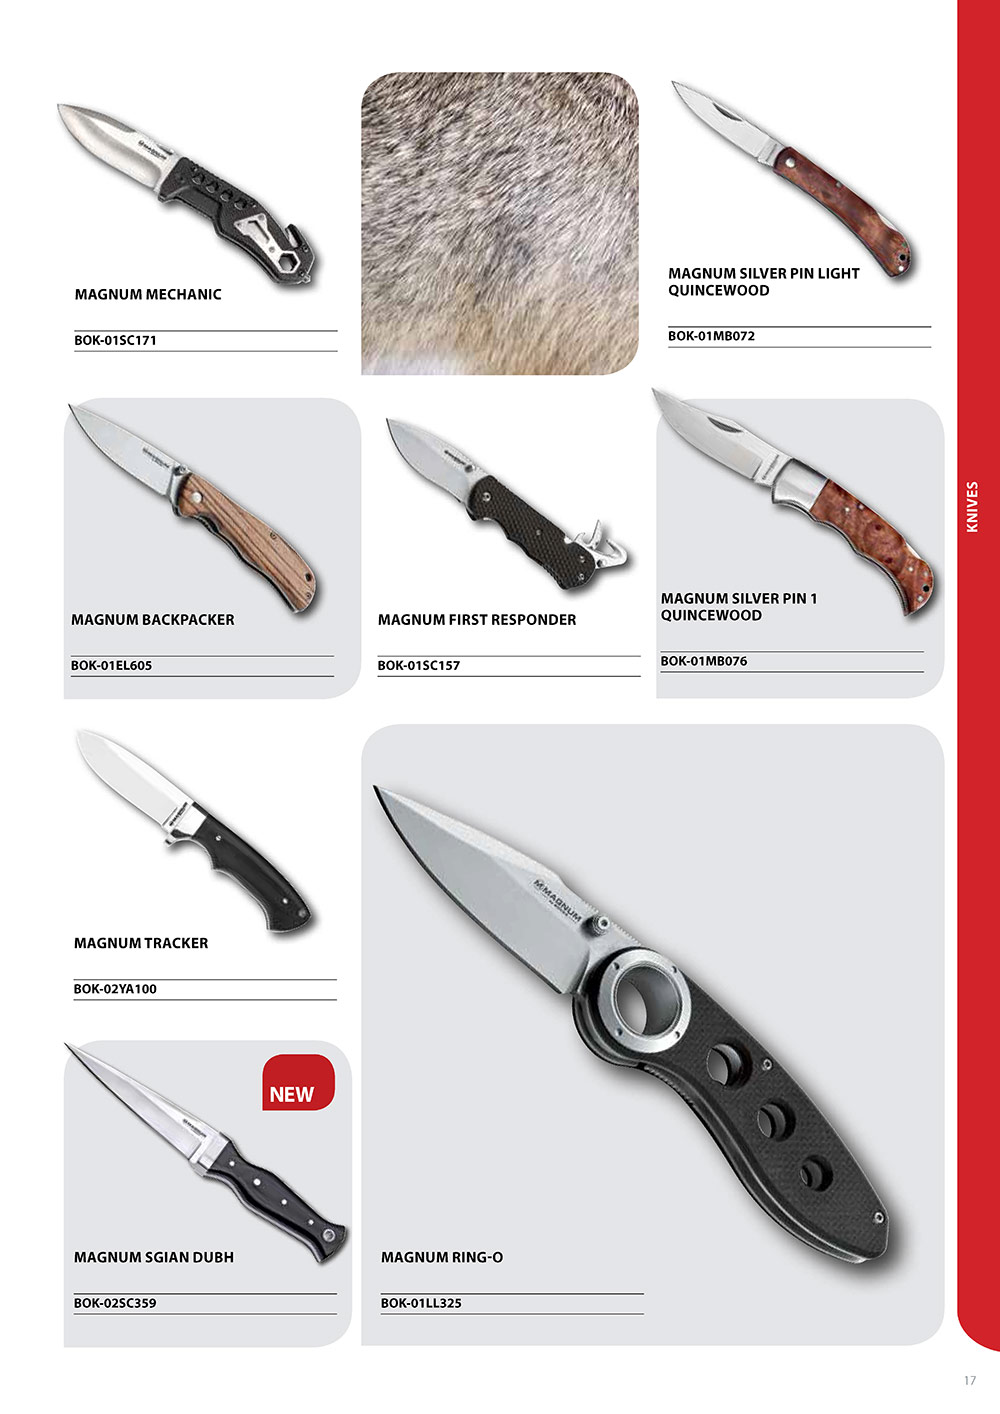 MAGNUM MECHANIC
BOK-01SC171
MAGNUM SILVER PIN LIGHT
QUINCEWOOD
BOK-01MB072
MAGNUM BACKPACKER
BOK-01EL605
MAGNUM FIRST RESPONDER
BOK-01SC157
MAGNUM SILVER PIN 1
QUINCEWOOD
BOK-01MB076
KNIVES
MAGNUM TRACKER
BOK-02YA100
NEW
MAGNUM SGIAN DUBH
BOK-02SC359
MAGNUM
MAGNUM RING-O
BOK-01LL325
17